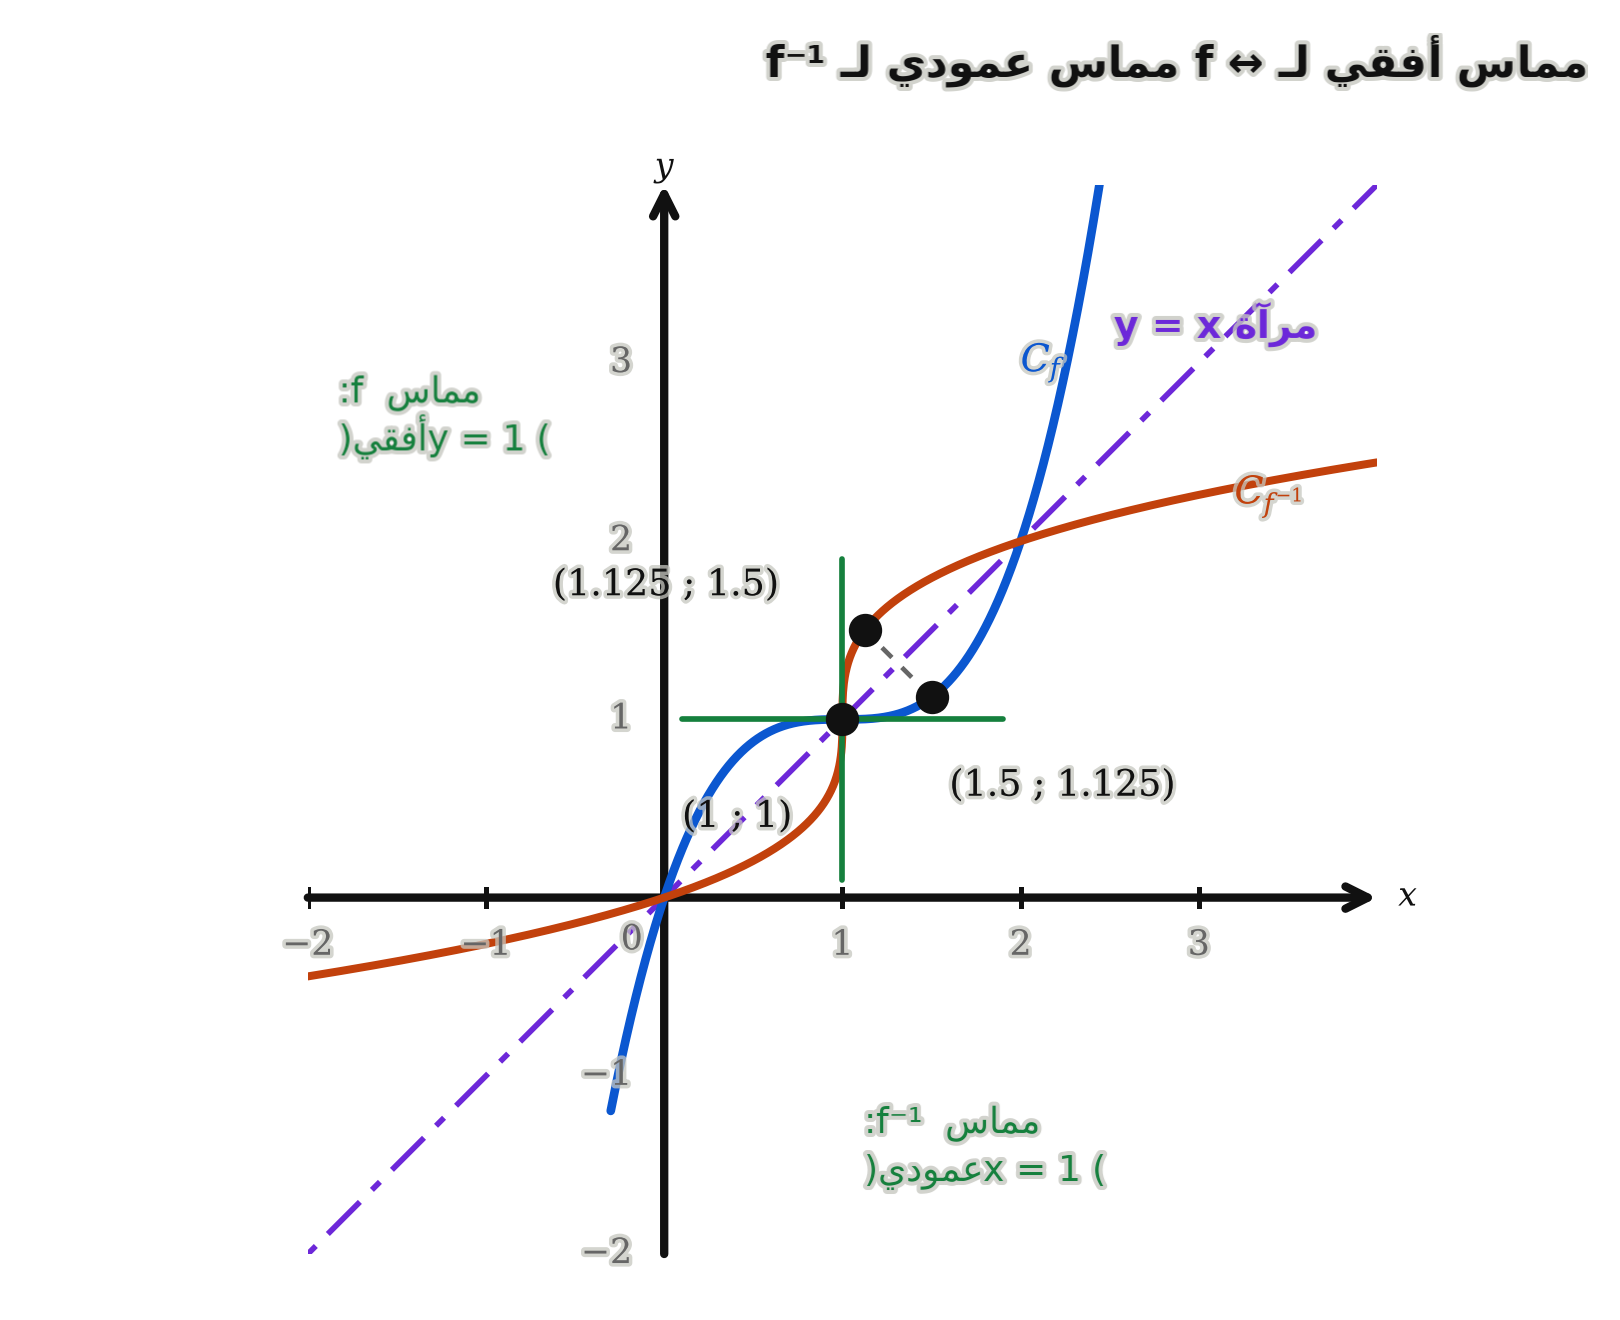 مماس أفقي لـ f ↔ مماس عمودي لـ f⁻¹
y
3
2
1
0
−1
−2
−2
−1
1
2
3
x
C_f
y = x مرآة
C_{f⁻¹}
مماس f:
y = 1 (أفقي)
(1.125 ; 1.5)
(1.5 ; 1.125)
(1 ; 1)
مماس f⁻¹:
x = 1 (عمودي)